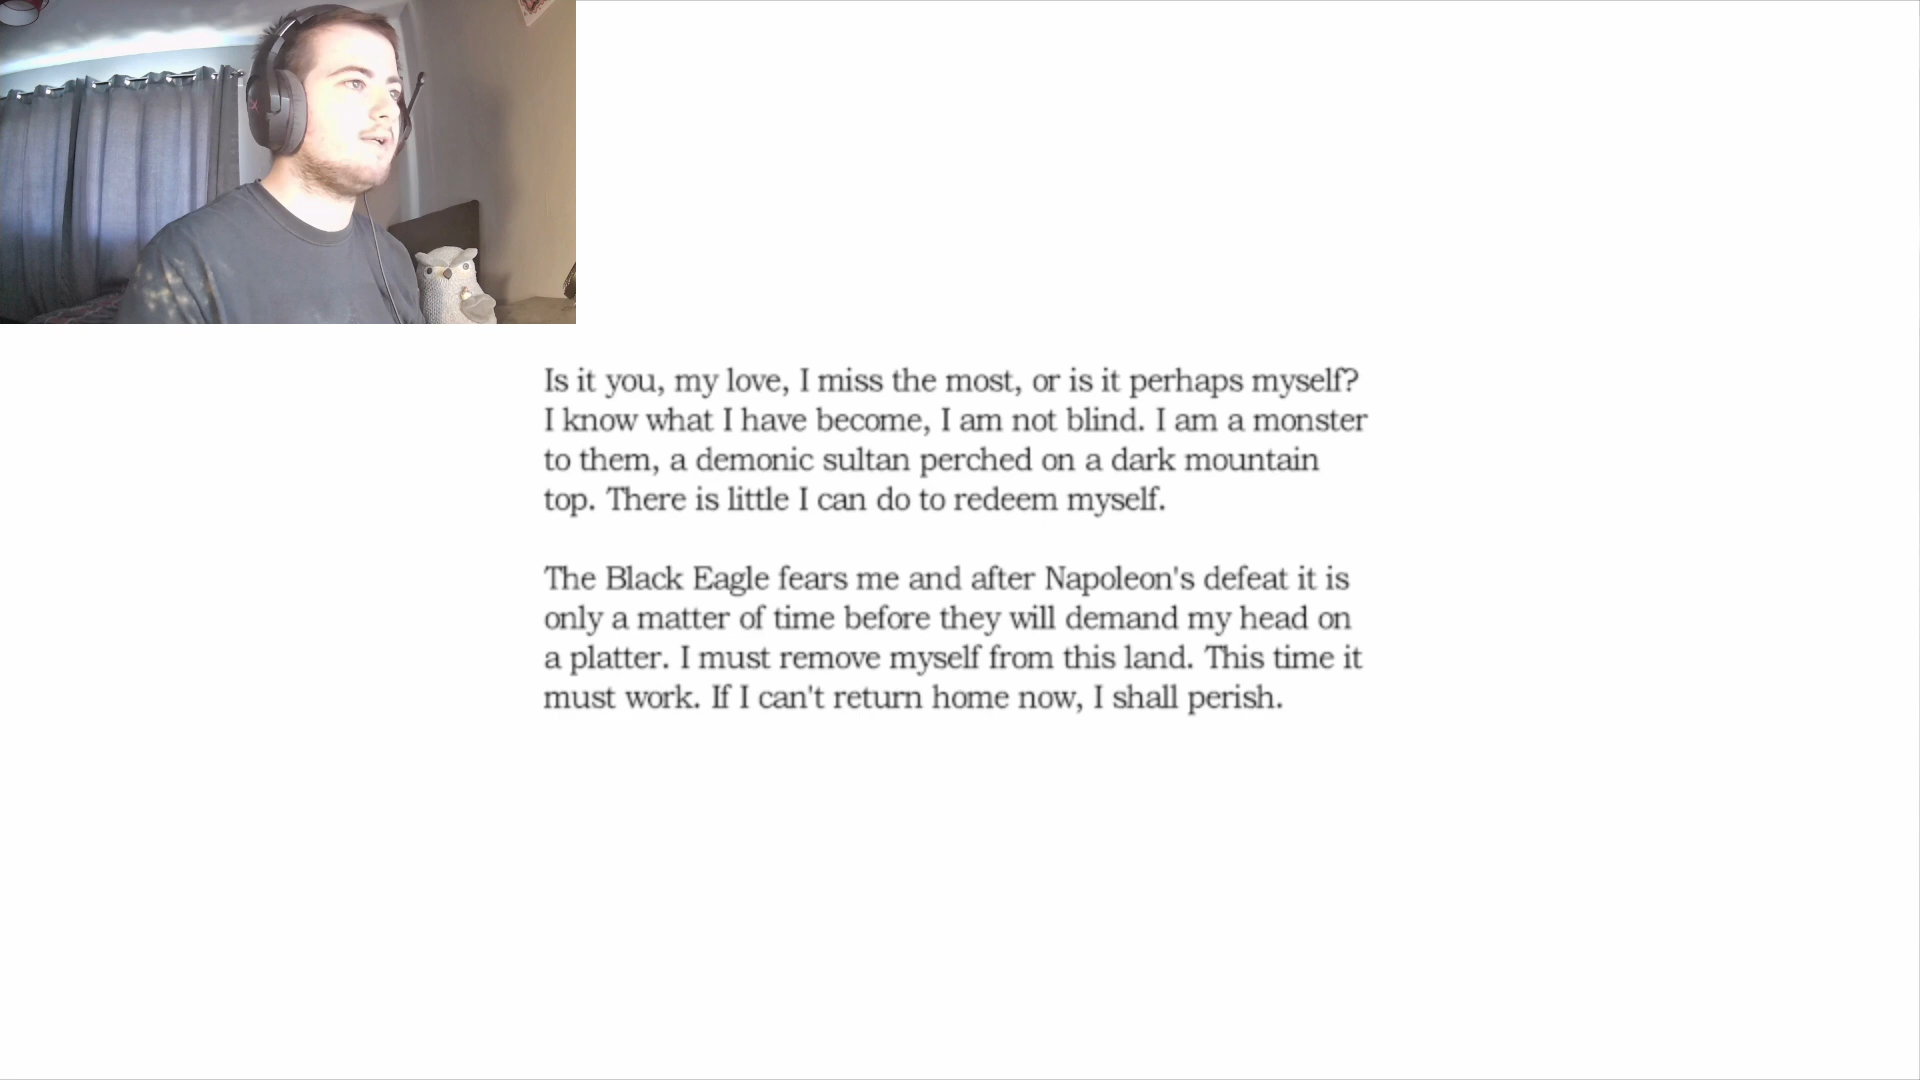 Is it you, my love, I miss the most, or is it perhaps myself?
I know what I have become, I am not blind. I am a monster
to them, a demonic sultan perched on a dark mountain
top. There is little I can do to redeem myself.
The Black Eagle fears me and after Napoleon's defeat it is
only a matter of time before they will demand my head on
a platter. I must remove myself from this land. This time it
must work. If I can't return home now, I shall perish.